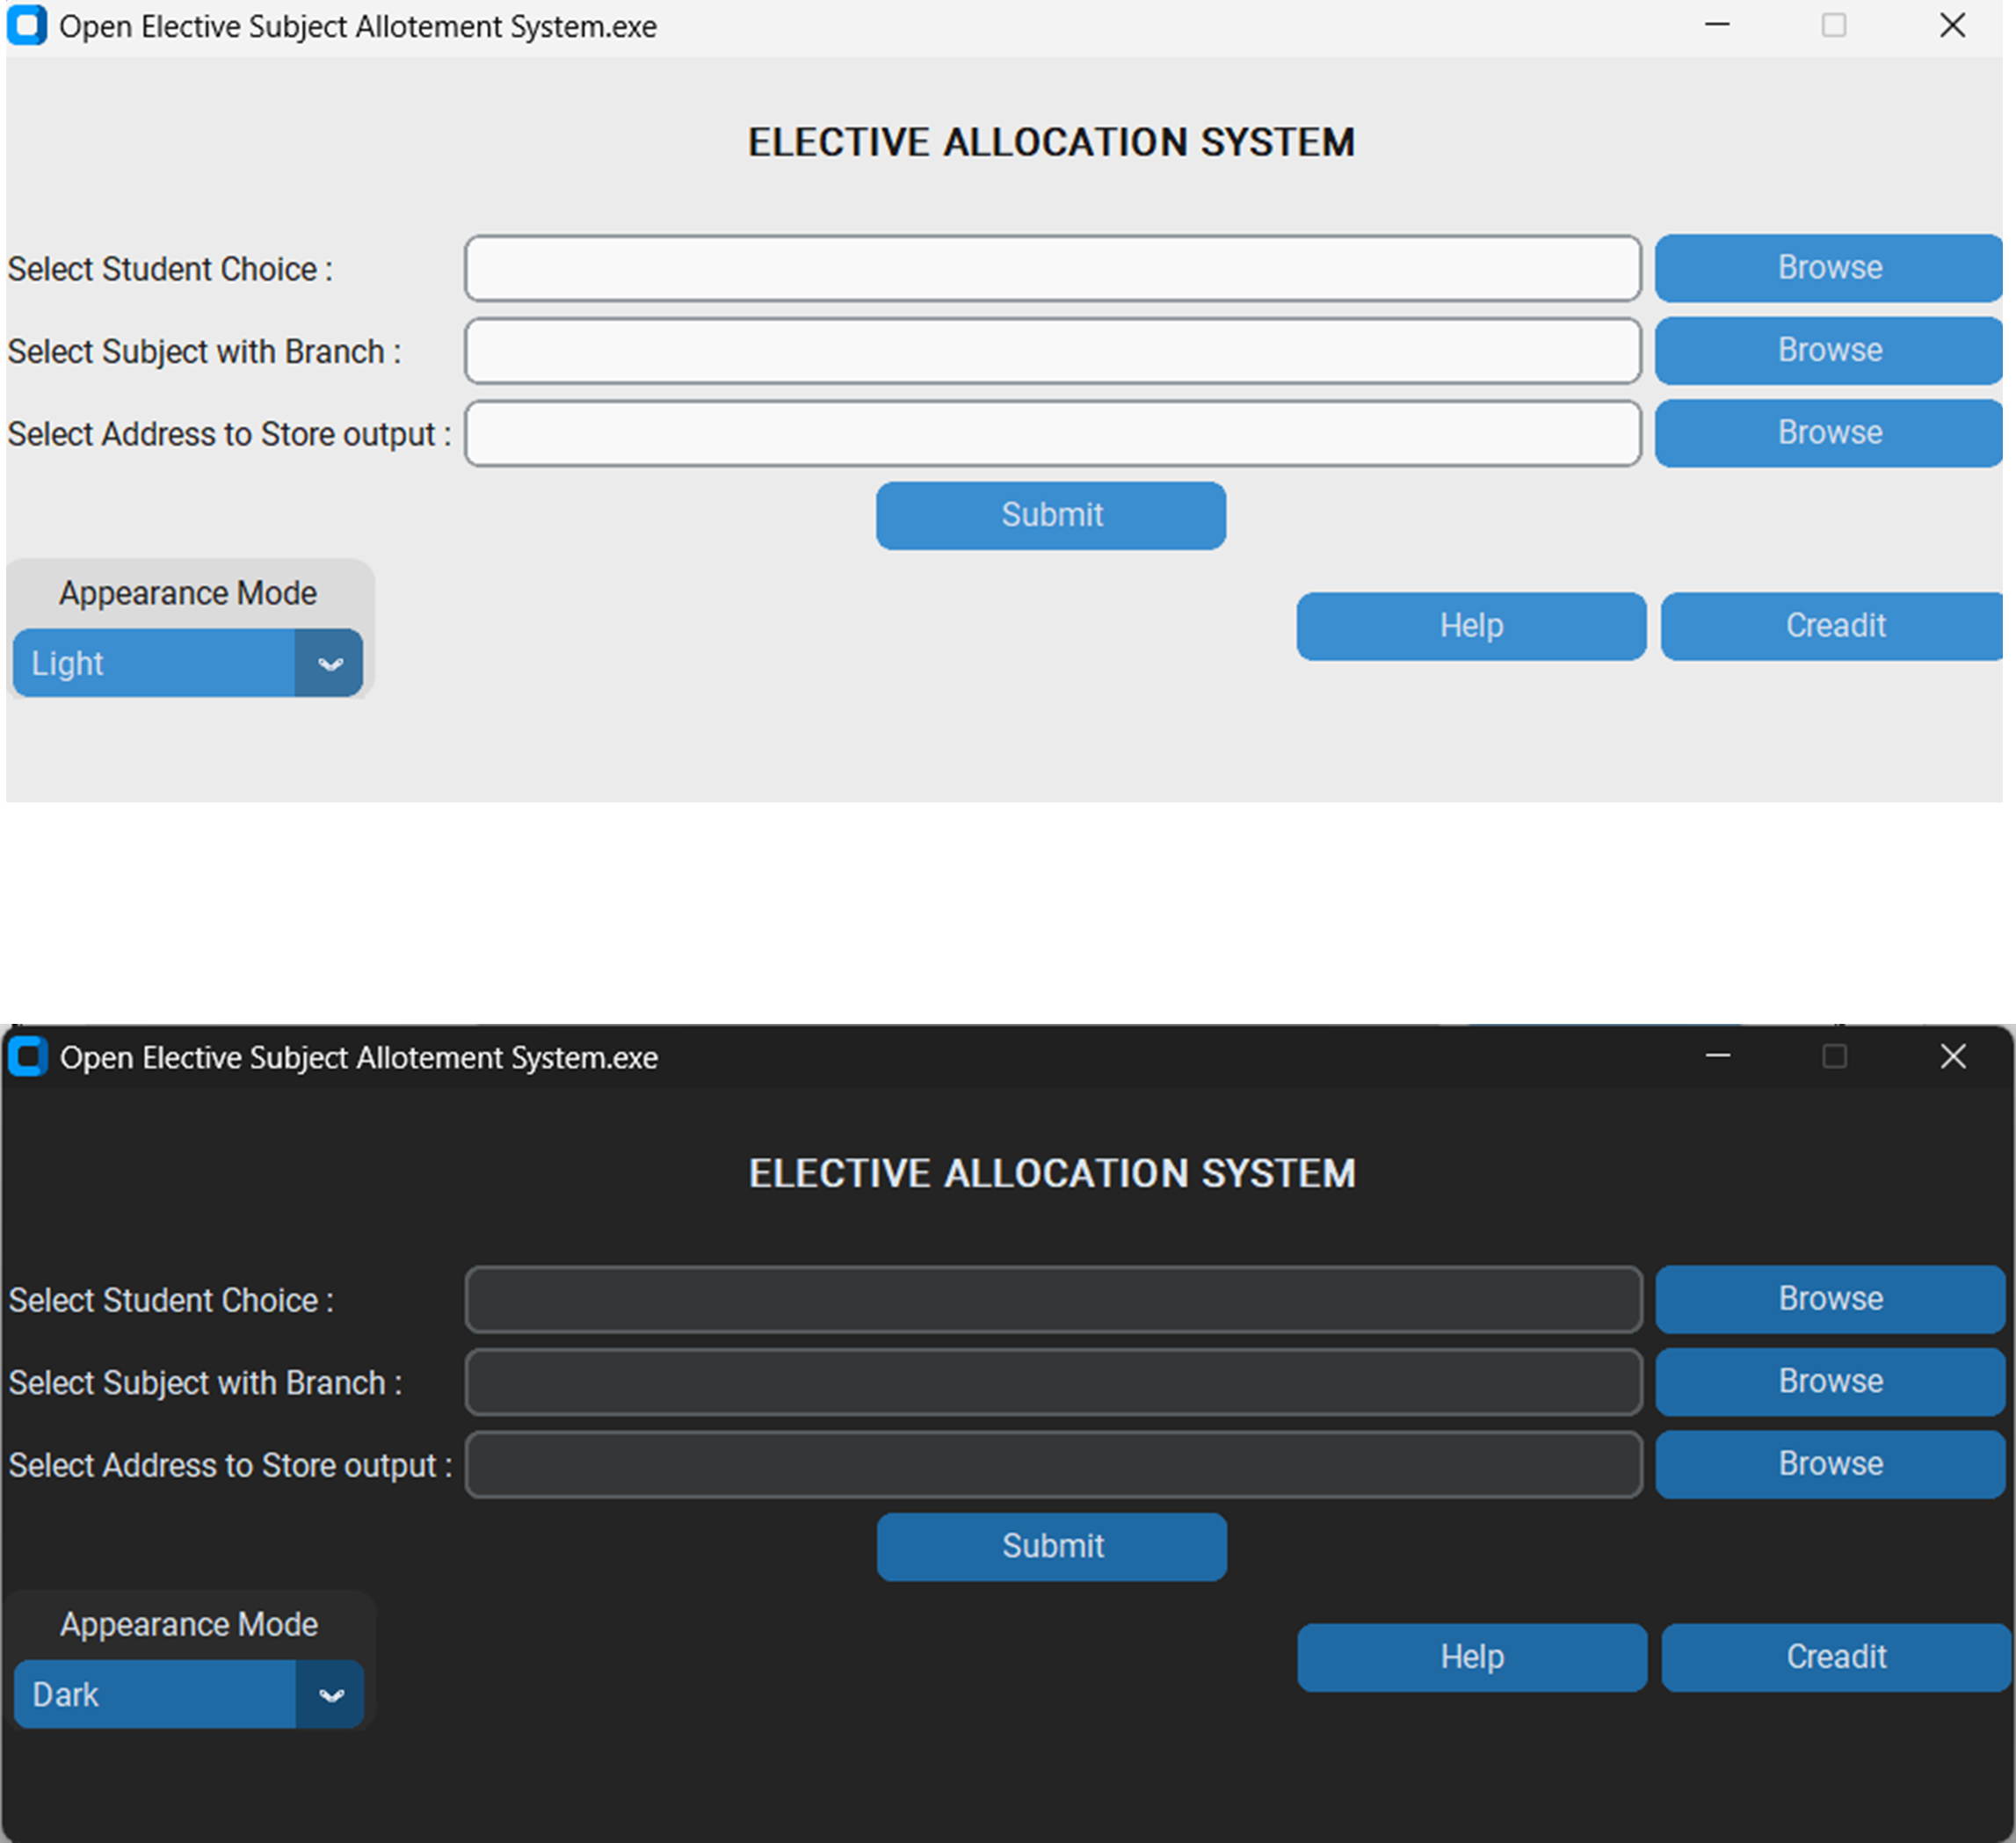 Open Elective Subject Allotement System.exe
ELECTIVE ALLOCATION SYSTEM
Select Student Choice :
Browse
Select Subject with Branch :
Browse
Select Address to Store output :
Browse
Submit
Appearance Mode
Light
Help
Creadit
Open Elective Subject Allotement System.exe
ELECTIVE ALLOCATION SYSTEM
Select Student Choice :
Browse
Select Subject with Branch :
Browse
Select Address to Store output :
Browse
Submit
Appearance Mode
Dark
Help
Creadit